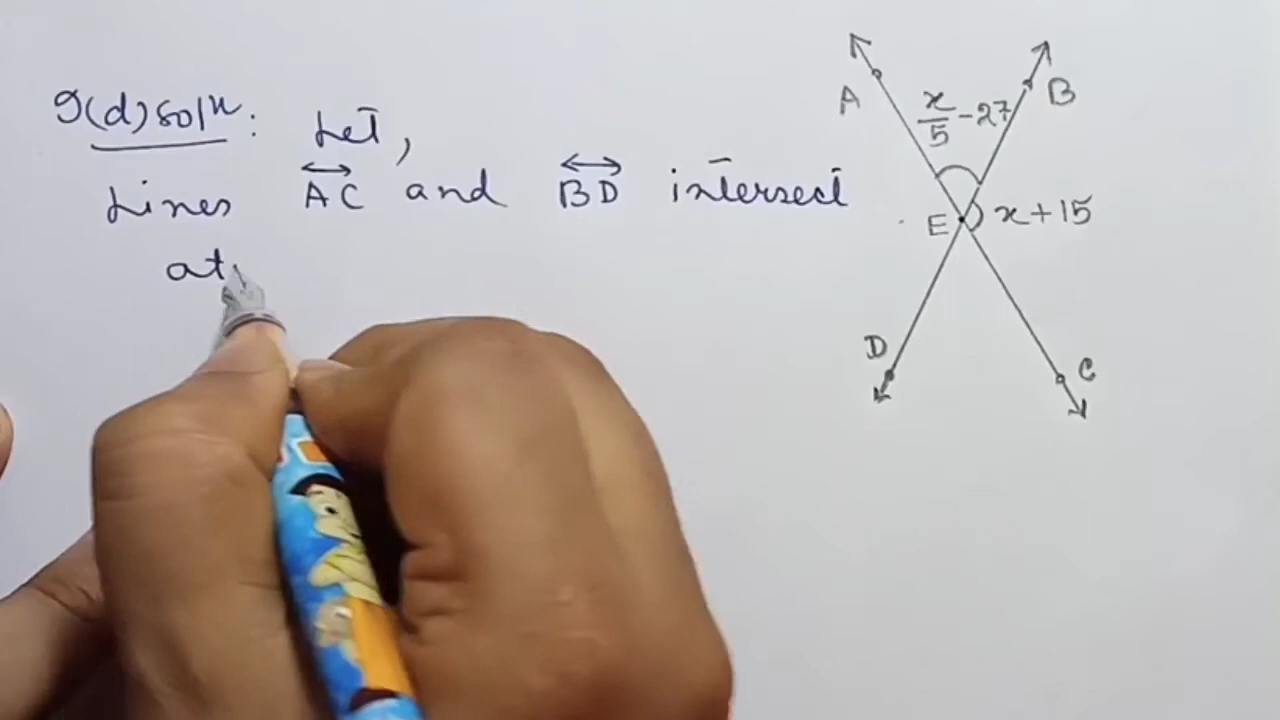 9(d) soln: Let,
Lines AC and BD intersect
at
A
B
x/5 - 27
E
x+15
D
C